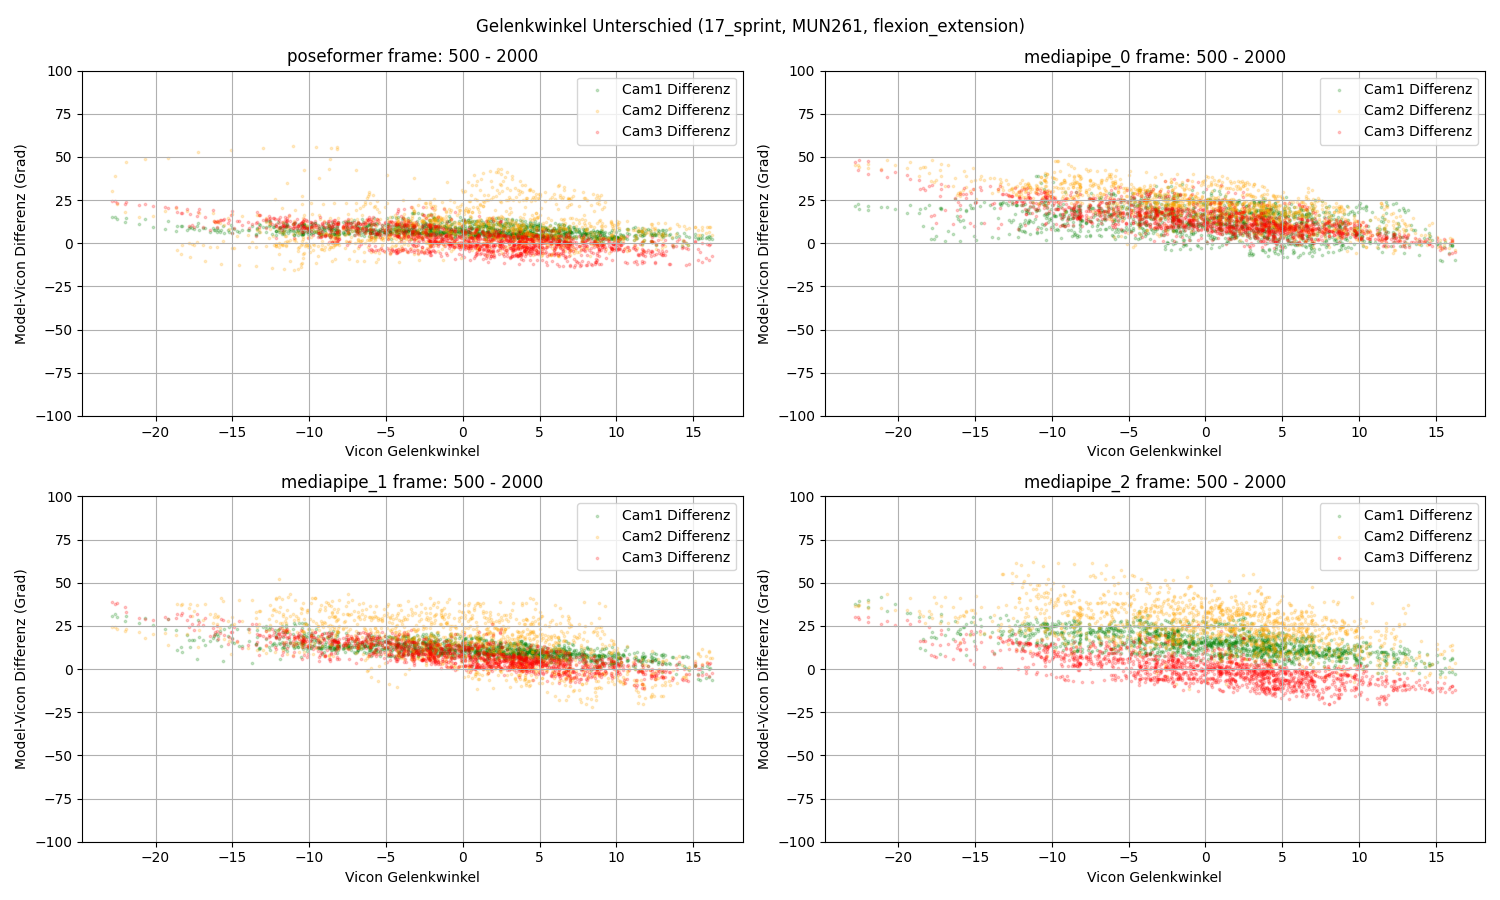 Gelenkwinkel Unterschied (17_sprint, MUN261, flexion_extension)
poseformer frame: 500 - 2000
100
75
50
25
0
−25
−50
−75
−100
Model-Vicon Differenz (Grad)
Cam1 Differenz
Cam2 Differenz
Cam3 Differenz
−20 −15 −10 −5 0 5 10 15
Vicon Gelenkwinkel
mediapipe_0 frame: 500 - 2000
100
75
50
25
0
−25
−50
−75
−100
Model-Vicon Differenz (Grad)
Cam1 Differenz
Cam2 Differenz
Cam3 Differenz
−20 −15 −10 −5 0 5 10 15
Vicon Gelenkwinkel
mediapipe_1 frame: 500 - 2000
100
75
50
25
0
−25
−50
−75
−100
Model-Vicon Differenz (Grad)
Cam1 Differenz
Cam2 Differenz
Cam3 Differenz
−20 −15 −10 −5 0 5 10 15
Vicon Gelenkwinkel
mediapipe_2 frame: 500 - 2000
100
75
50
25
0
−25
−50
−75
−100
Model-Vicon Differenz (Grad)
Cam1 Differenz
Cam2 Differenz
Cam3 Differenz
−20 −15 −10 −5 0 5 10 15
Vicon Gelenkwinkel